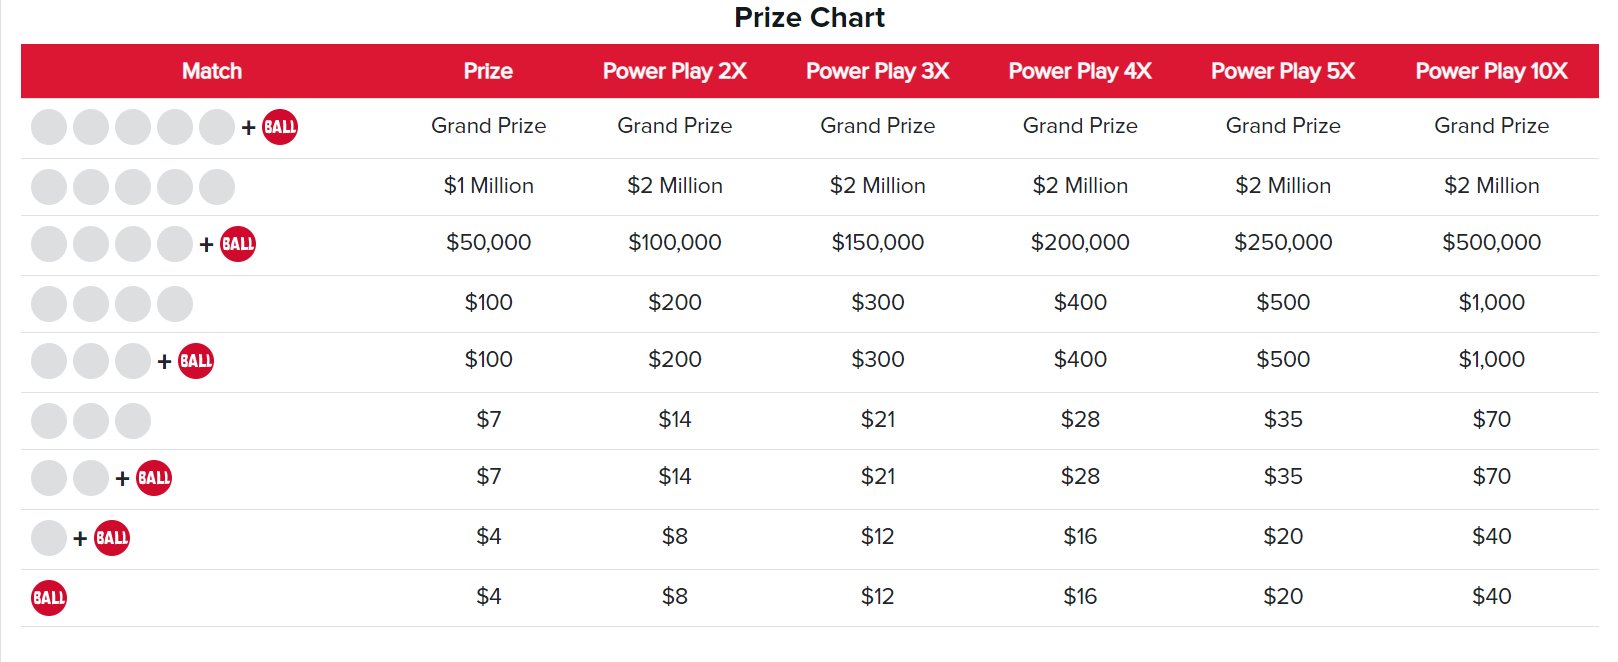 Prize Chart
Match Prize Power Play 2X Power Play 3X Power Play 4X Power Play 5X Power Play 10X
+ BALL Grand Prize Grand Prize Grand Prize Grand Prize Grand Prize Grand Prize
$1 Million $2 Million $2 Million $2 Million $2 Million $2 Million
+ BALL $50,000 $100,000 $150,000 $200,000 $250,000 $500,000
$100 $200 $300 $400 $500 $1,000
+ BALL $100 $200 $300 $400 $500 $1,000
$7 $14 $21 $28 $35 $70
+ BALL $7 $14 $21 $28 $35 $70
+ BALL $4 $8 $12 $16 $20 $40
BALL $4 $8 $12 $16 $20 $40